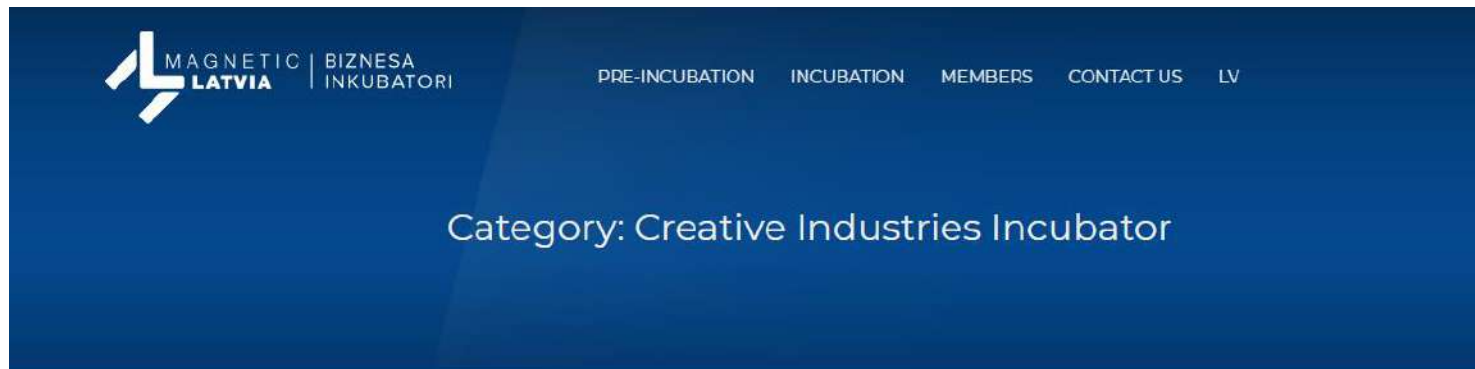 MAGNETIC | BIZNESA
LATVIA | INKUBATORI
PRE-INCUBATION INCUBATION MEMBERS CONTACT US LV
Category: Creative Industries Incubator